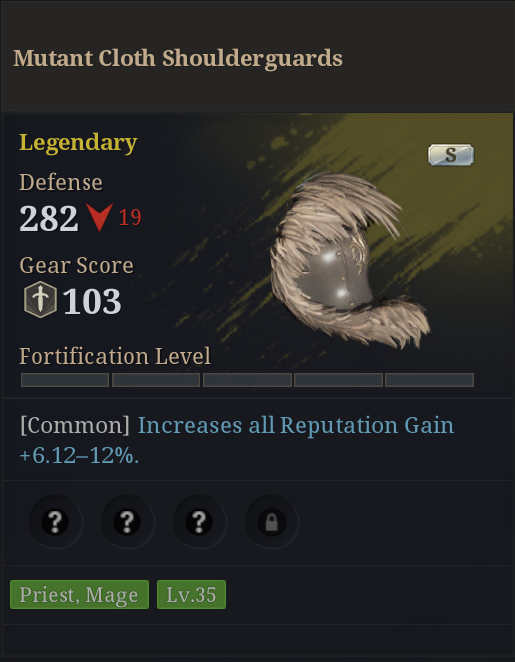 Mutant Cloth Shoulderguards
Legendary
S
Defense
282 19
Gear Score
103
Fortification Level
[Common] Increases all Reputation Gain
+6.12–12%.
? ? ?
Priest, Mage Lv.35